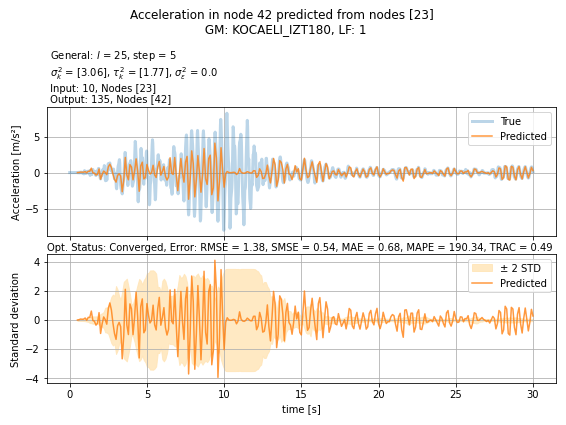 Acceleration in node 42 predicted from nodes [23]
GM: KOCAELI_IZT180, LF: 1
General: l = 25, step = 5
σ²ₖ = [3.06], τ²ₖ = [1.77], σ²_ε = 0.0
Input: 10, Nodes [23]
Output: 135, Nodes [42]
Acceleration [m/s²]
5
0
−5
True
Predicted
Opt. Status: Converged, Error: RMSE = 1.38, SMSE = 0.54, MAE = 0.68, MAPE = 190.34, TRAC = 0.49
Standard deviation
4
2
0
−2
−4
± 2 STD
Predicted
0 5 10 15 20 25 30
time [s]